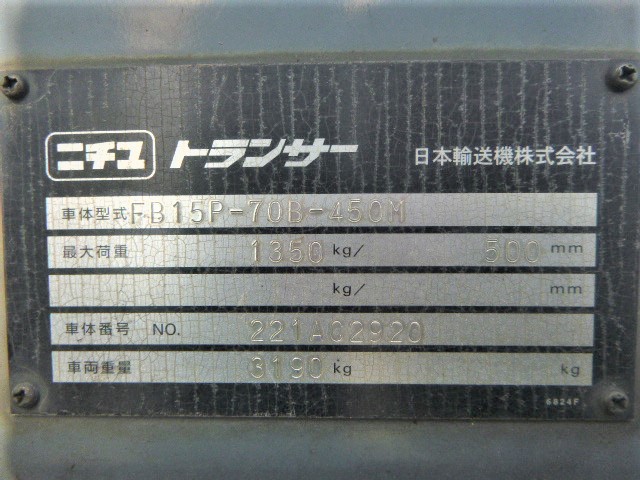 ニチユ トランサー 日本輸送機株式会社
車体型式 FB15P-70B-450M
最大荷重 1350 kg/ 500 mm
kg/ mm
車体番号 NO. 221AC2920
車両重量 3190 kg kg
6824F